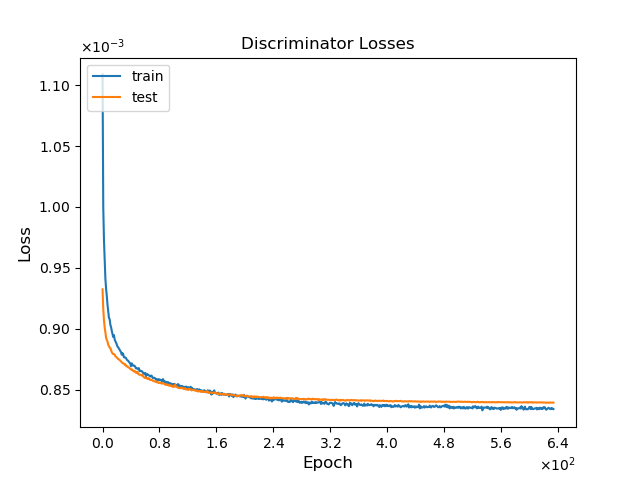 ×10⁻³
Discriminator Losses
train
test
1.10
1.05
1.00
0.95
0.90
0.85
Loss
0.0 0.8 1.6 2.4 3.2 4.0 4.8 5.6 6.4
Epoch
×10²